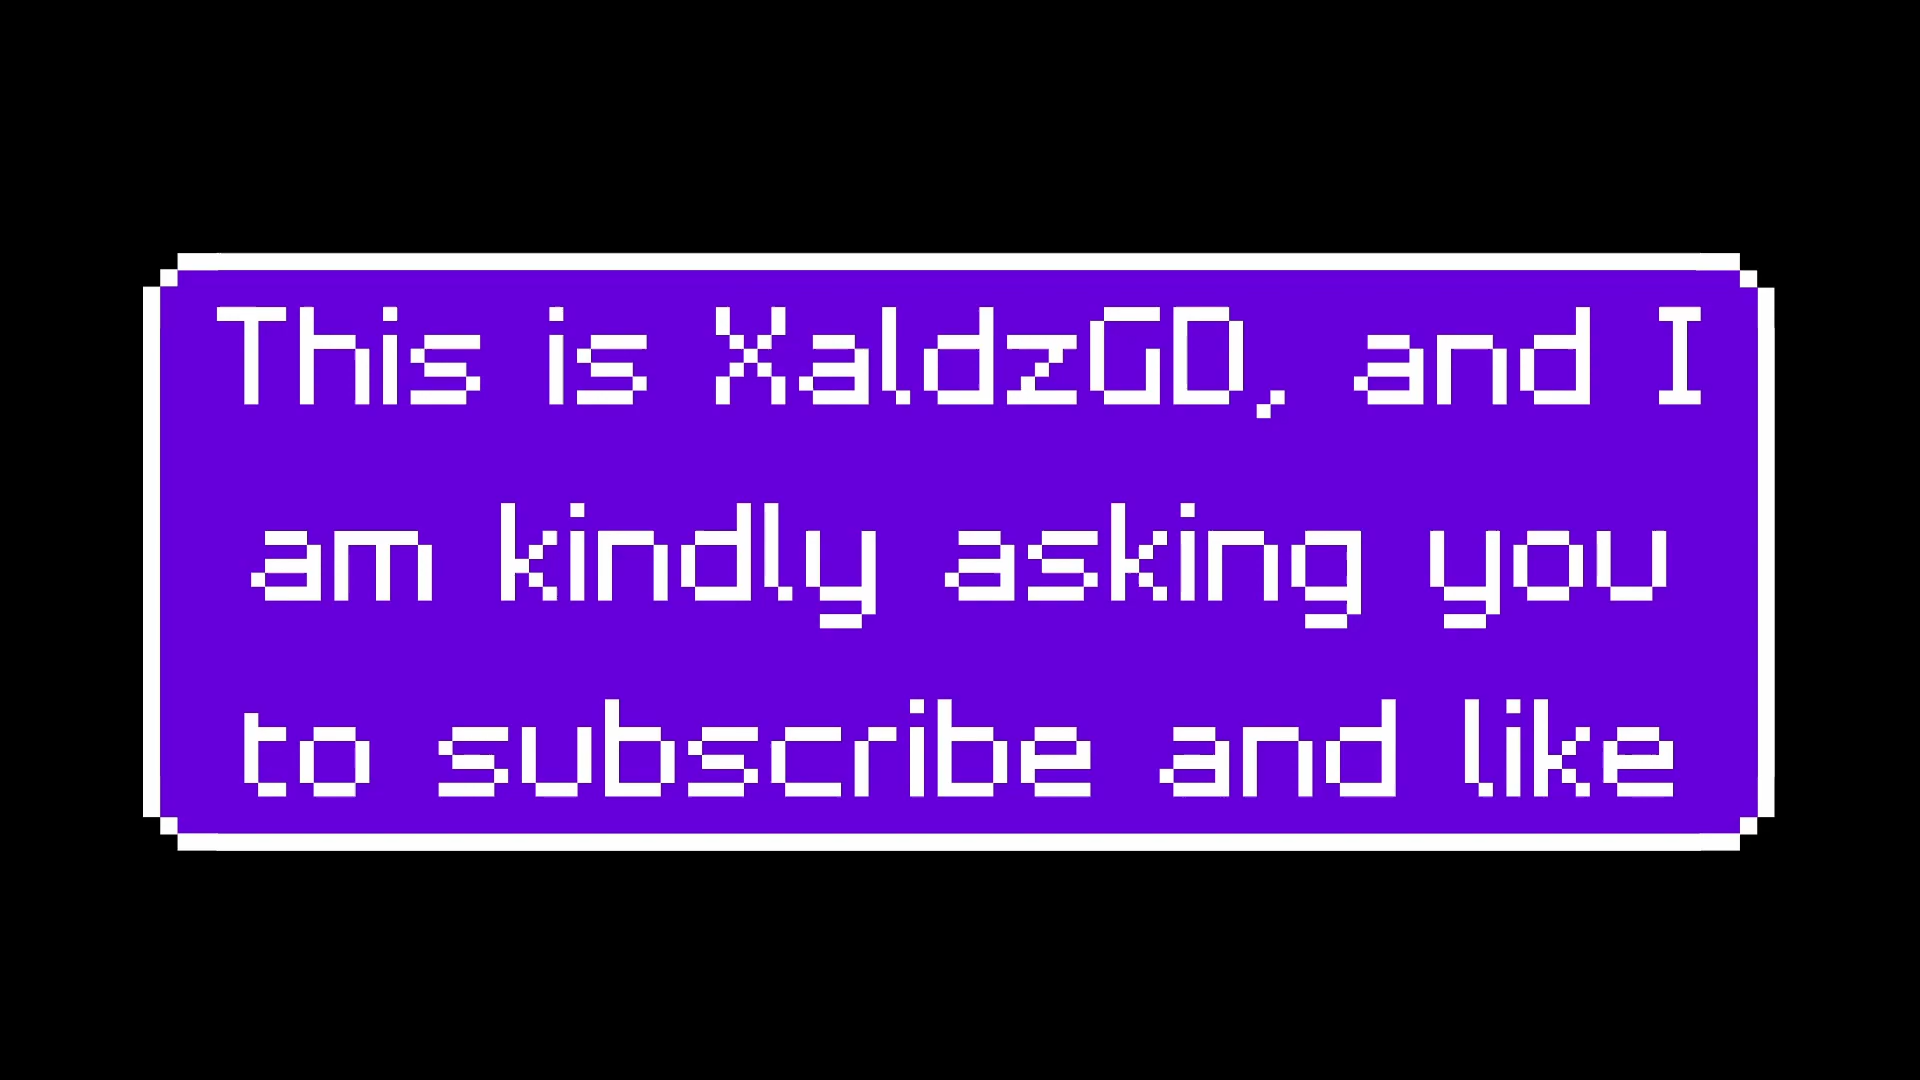 This is XaldzGD, and I
am kindly asking you
to subscribe and like